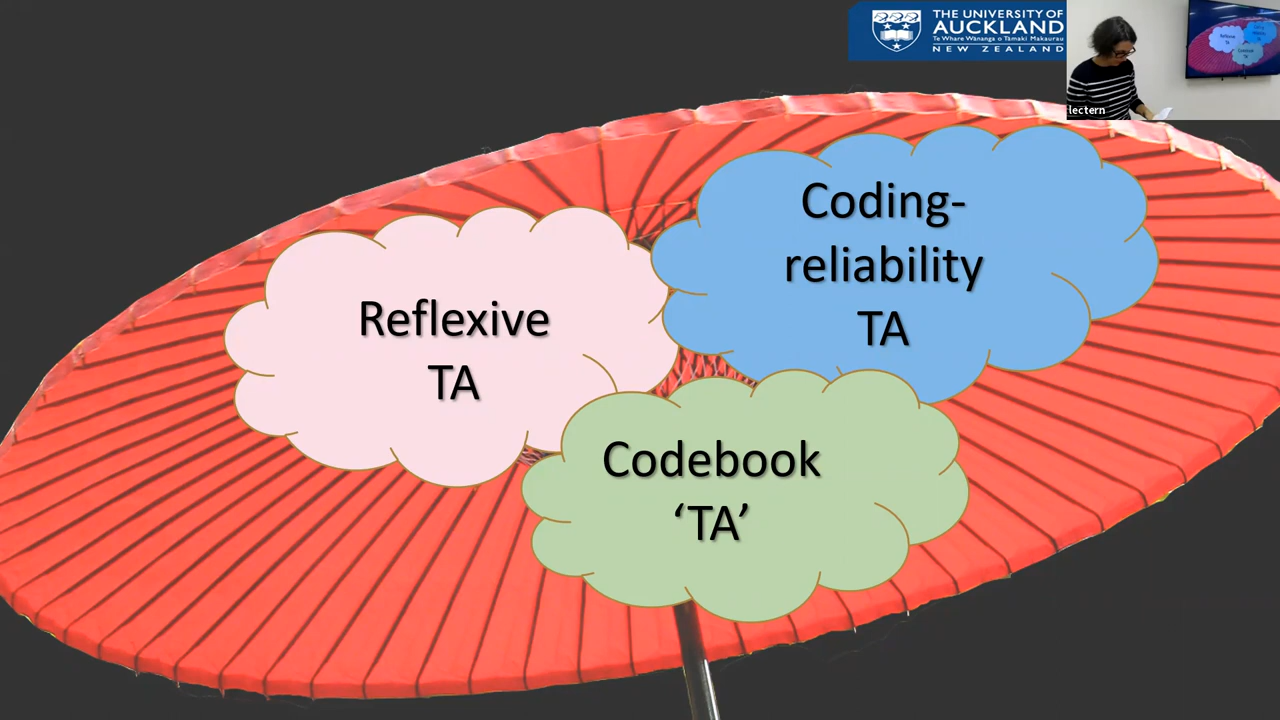 THE UNIVERSITY OF
AUCKLAND
Te Whare Wānanga o Tāmaki Makaurau
NEW ZEALAND
lectern
Coding-
reliability
TA
Reflexive
TA
Codebook
‘TA’